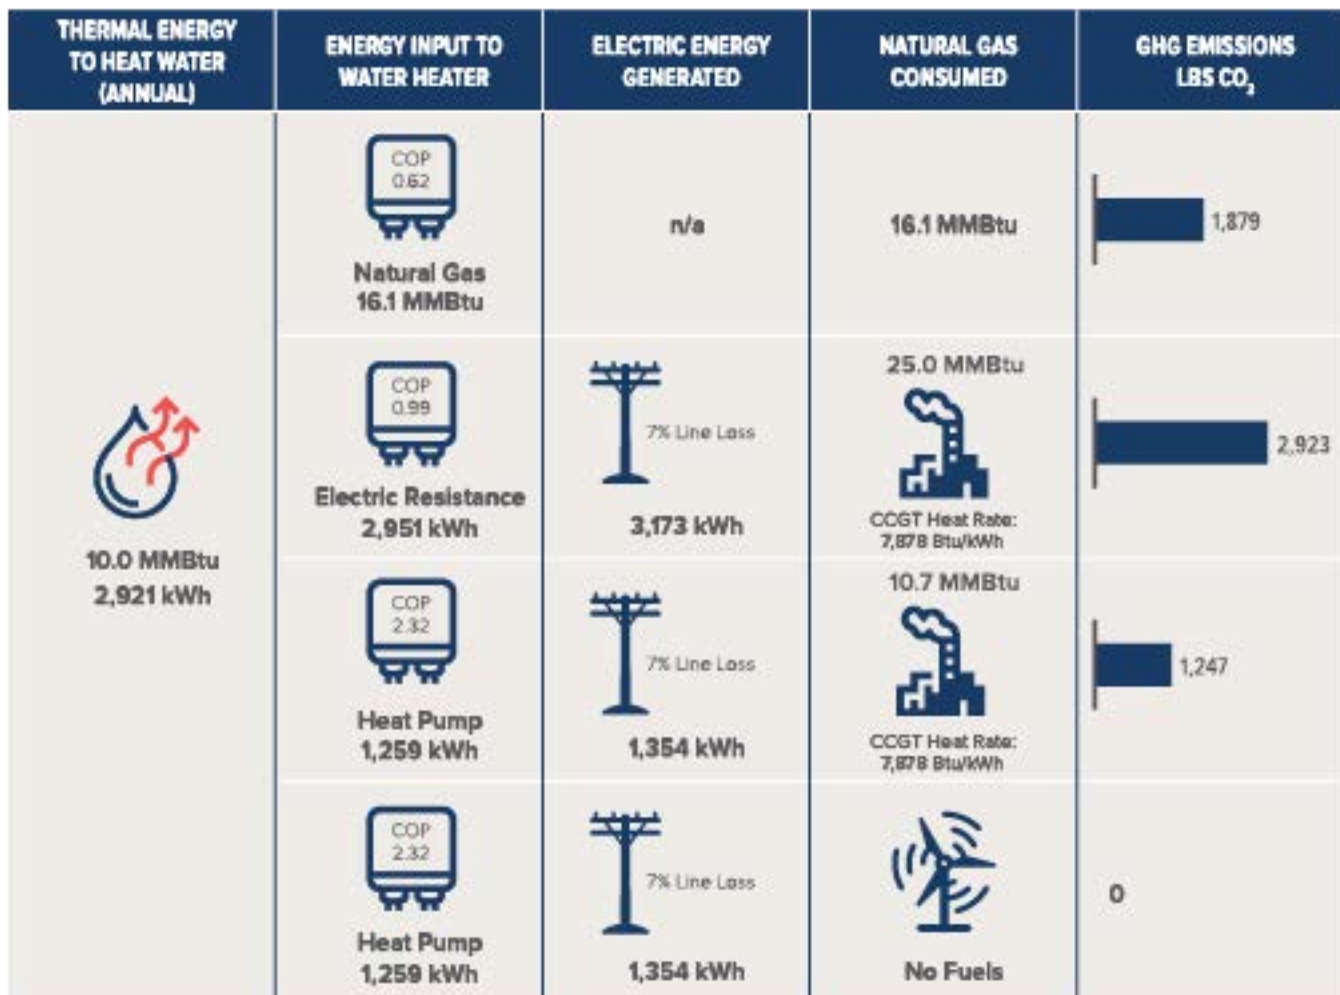 THERMAL ENERGY
TO HEAT WATER
(ANNUAL)
ENERGY INPUT TO
WATER HEATER
ELECTRIC ENERGY
GENERATED
NATURAL GAS
CONSUMED
GHG EMISSIONS
LBS CO₂
10.0 MMBtu
2,921 kWh
COP
0.62
Natural Gas
16.1 MMBtu
n/a
16.1 MMBtu
1,879
COP
0.99
Electric Resistance
2,951 kWh
7% Line Loss
3,173 kWh
25.0 MMBtu
CCGT Heat Rate:
7,878 Btu/kWh
2,923
COP
2.32
Heat Pump
1,259 kWh
7% Line Loss
1,354 kWh
10.7 MMBtu
CCGT Heat Rate:
7,878 Btu/kWh
1,247
COP
2.32
Heat Pump
1,259 kWh
7% Line Loss
1,354 kWh
No Fuels
0